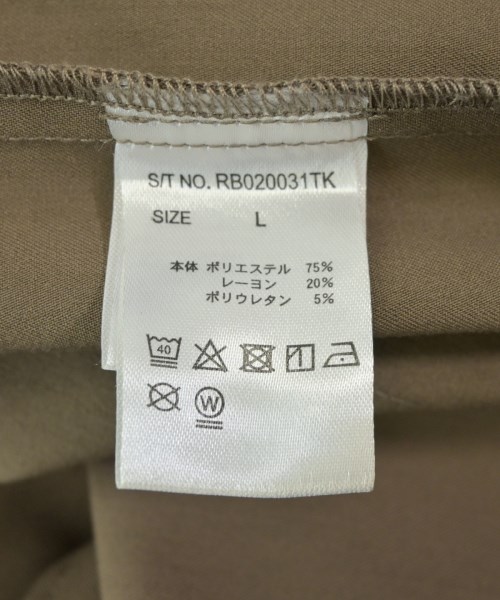 S/T NO. RB020031TK
SIZE L
本体 ポリエステル 75%
レーヨン 20%
ポリウレタン 5%
40
W